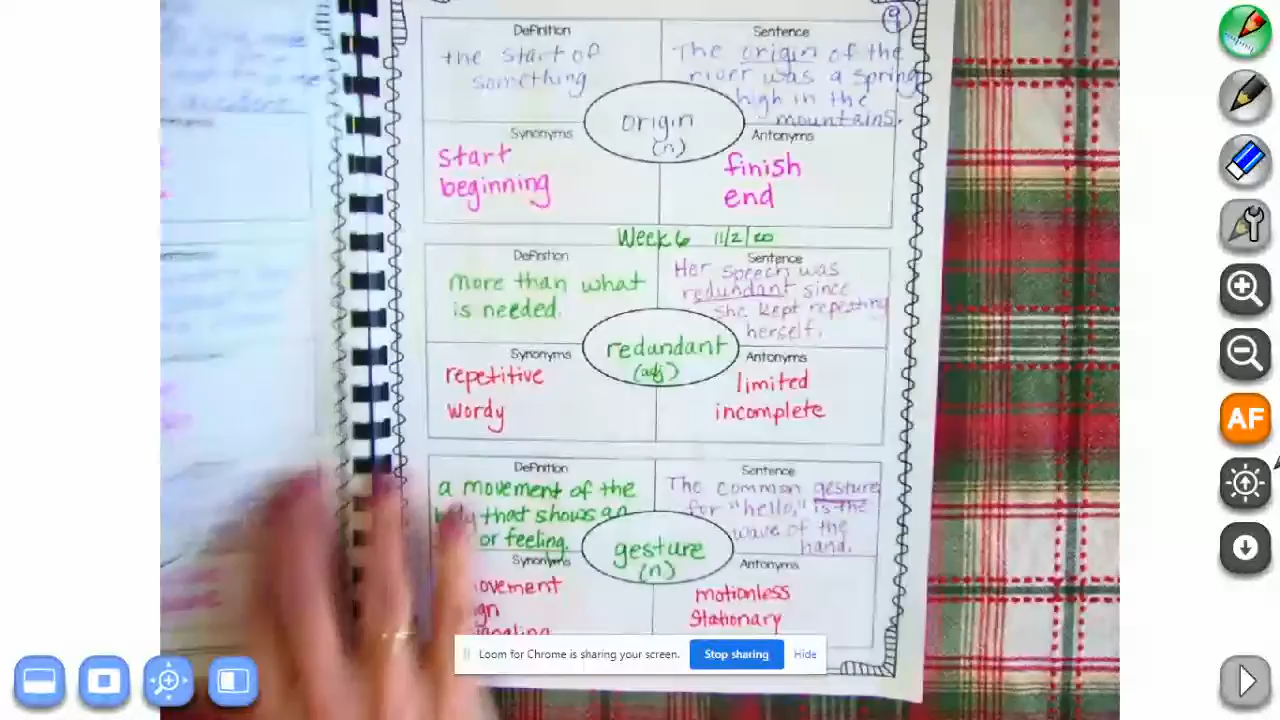 9
Definition
the start of
something
Sentence
The origin of the
river was a spring
high in the
mountains.
origin
(n)
Synonyms
start
beginning
Antonyms
finish
end
Week 6 11/2/20
Definition
more than what
is needed.
Sentence
Her speech was
redundant since
she kept repeating
herself.
redundant
(adj)
Synonyms
repetitive
wordy
Antonyms
limited
incomplete
Definition
a movement of the
that shows an
or feeling.
Sentence
The common gesture
for "hello," is the
wave of the
hand.
gesture
(n)
Synonyms
Antonyms
motionless
Stationary
Loom for Chrome is sharing your screen.
Stop sharing
Hide
AF